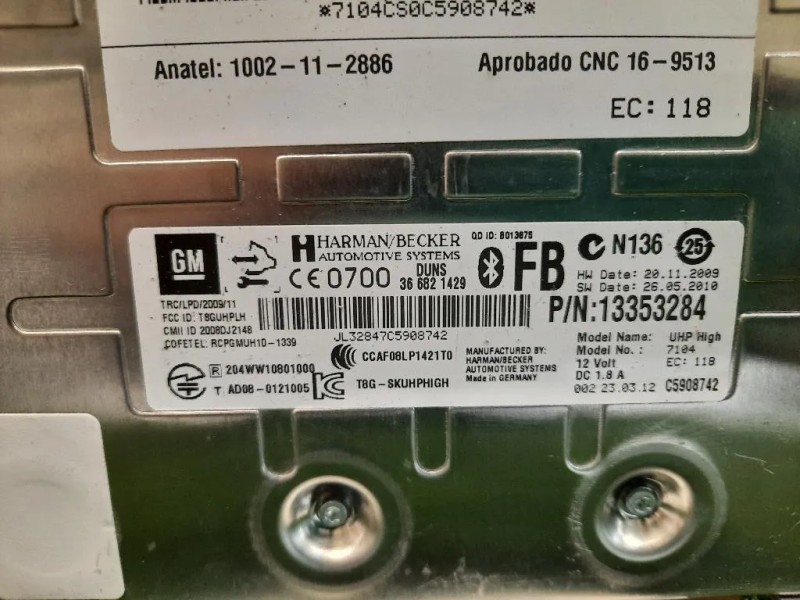 *7104CS0C5908742*
Anatel: 1002-11-2886 Aprobado CNC 16-9513
EC: 118
GM HARMAN/BECKER
AUTOMOTIVE SYSTEMS
QD ID: B013875
CE 0700 DUNS
36 682 1429
FB
N136 25
HW Date: 20.11.2009
SW Date: 26.05.2010
P/N:13353284
TRC/LPD/2009/11
FCC ID: T8GUHPLH
CMII ID 2008DJ2148
COFETEL: RCPGMUH10-1339
JL32847C5908742
CCAF08LP1421T0
R 204WW10801000
T AD08-0121005
T8G-SKUHPHIGH
MANUFACTURED BY:
HARMAN/BECKER
AUTOMOTIVE SYSTEMS
Made in GERMANY
Model Name: UHP High
Model No.: 7104
12 Volt EC: 118
DC 1.8 A
002 23.03.12 C5908742